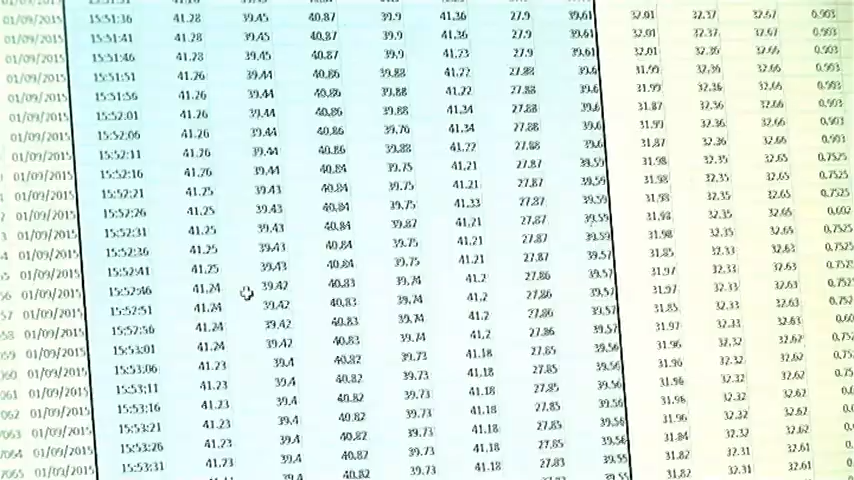 01/09/2015 15:51:36 41.28 39.45 40.87 39.9 41.36 27.9 39.61 32.01 32.37 32.67 0.903
01/09/2015 15:51:41 41.28 39.45 40.87 39.9 41.36 27.9 39.61 32.01 32.37 32.67 0.903
01/09/2015 15:51:46 41.28 39.45 40.87 39.9 41.23 27.9 39.61 32.01 32.36 32.66 0.903
01/09/2015 15:51:51 41.26 39.44 40.86 39.88 41.22 27.88 39.6 31.99 32.36 32.66 0.903
01/09/2015 15:51:56 41.26 39.44 40.86 39.88 41.22 27.88 39.6 31.99 32.36 32.66 0.903
01/09/2015 15:52:01 41.26 39.44 40.86 39.88 41.34 27.88 39.6 31.87 32.36 32.66 0.903
01/09/2015 15:52:06 41.26 39.44 40.86 39.76 41.34 27.88 39.6 31.99 32.36 32.66 0.903
01/09/2015 15:52:11 41.26 39.44 40.86 39.88 41.22 27.88 39.6 31.87 32.36 32.66 0.903
01/09/2015 15:52:16 41.26 39.44 40.84 39.75 41.21 27.87 39.59 31.98 32.35 32.65 0.7525
01/09/2015 15:52:21 41.25 39.43 40.84 39.75 41.21 27.87 39.59 31.98 32.35 32.65 0.7525
01/09/2015 15:52:26 41.25 39.43 40.84 39.75 41.33 27.87 39.59 31.98 32.35 32.65 0.602
01/09/2015 15:52:31 41.25 39.43 40.84 39.87 41.21 27.87 39.59 31.98 32.35 32.65
01/09/2015 15:52:36 41.25 39.43 40.84 39.75 41.21 27.87 39.59 31.98 32.35 32.65
01/09/2015 15:52:41 41.25 39.43 40.84 39.75 41.21 27.87 39.57 31.85 32.33 32.63
01/09/2015 15:52:46 41.24 39.42 40.83 39.74 41.2 27.86 39.57 31.97 32.33 32.63
01/09/2015 15:52:51 41.24 39.42 40.83 39.74 41.2 27.86 39.57 31.85 32.33 32.63
01/09/2015 15:52:56 41.24 39.42 40.83 39.74 41.2 27.86 39.57 31.97 32.33 32.63
01/09/2015 15:53:01 41.24 39.42 40.83 39.74 41.2 27.86 39.57 31.96 32.32 32.62
01/09/2015 15:53:06 41.23 39.4 40.82 39.73 41.18 27.85 39.56 31.96 32.32 32.62
01/09/2015 15:53:11 41.23 39.4 40.82 39.73 41.18 27.85 39.56 31.96 32.32 32.62
01/09/2015 15:53:16 41.23 39.4 40.82 39.73 41.18 27.85 39.56 31.96 32.32 32.62
01/09/2015 15:53:21 41.23 39.4 40.82 39.73 41.18 27.85 39.56 31.84 32.32 32.62
01/09/2015 15:53:26 41.23 39.4 40.82 39.73 41.18 27.85 39.56 31.82 32.31 32.61
01/09/2015 15:53:31 41.23 39.4 40.82 39.73 41.18 27.83 39.55